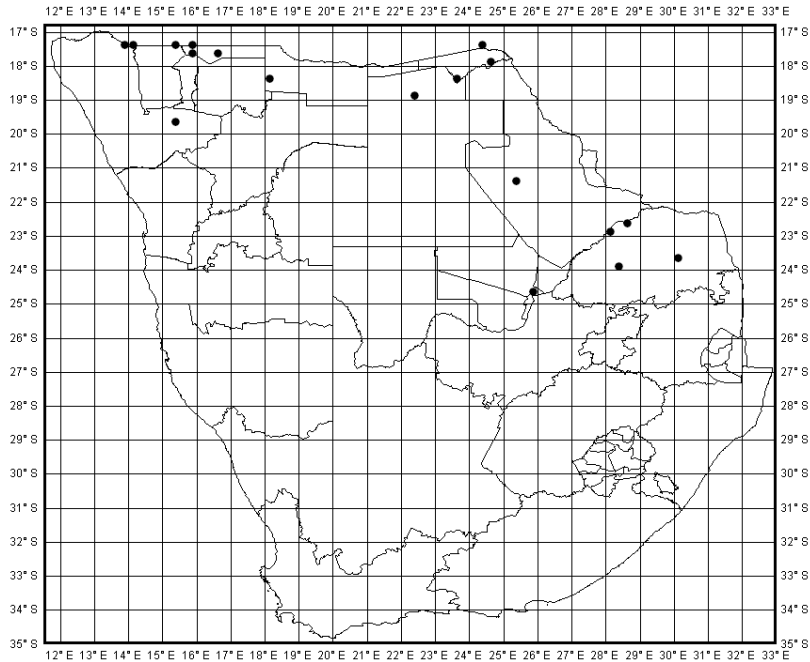 12° E 13° E 14° E 15° E 16° E 17° E 18° E 19° E 20° E 21° E 22° E 23° E 24° E 25° E 26° E 27° E 28° E 29° E 30° E 31° E 32° E 33° E
17° S 17° S
18° S 18° S
19° S 19° S
20° S 20° S
21° S 21° S
22° S 22° S
23° S 23° S
24° S 24° S
25° S 25° S
26° S 26° S
27° S 27° S
28° S 28° S
29° S 29° S
30° S 30° S
31° S 31° S
32° S 32° S
33° S 33° S
34° S 34° S
35° S 35° S
12° E 13° E 14° E 15° E 16° E 17° E 18° E 19° E 20° E 21° E 22° E 23° E 24° E 25° E 26° E 27° E 28° E 29° E 30° E 31° E 32° E 33° E